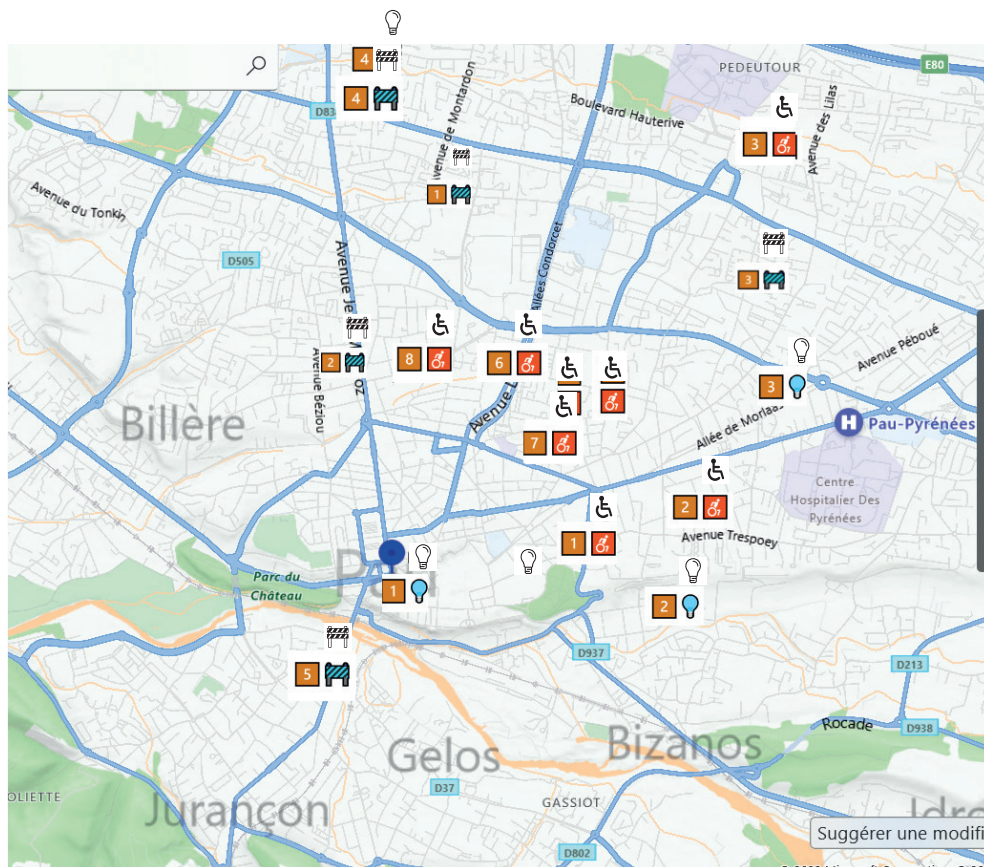 4
PEDEUTOUR
E80
4
D83
Avenue de Montardon
Boulevard Hauterive
3
Avenue des Lilas
1
Avenue du Tonkin
Allées Condorcet
D505
3
Avenue Je
oz
8
6
2
Avenue Béziou
Avenue Péboué
3
Billère
Avenue L
Allée de Morlaas
H Pau-Pyrénées
7
Centre
Hospitalier Des
Pyrénées
2
1
Avenue Trespoey
Parc du
Château
Pau
1
2
D937
5
D213
Rocade
D938
Gelos
Bizanos
D37
OLIETTE
Jurançon
GASSIOT
Idro
Suggérer une modifi
D802